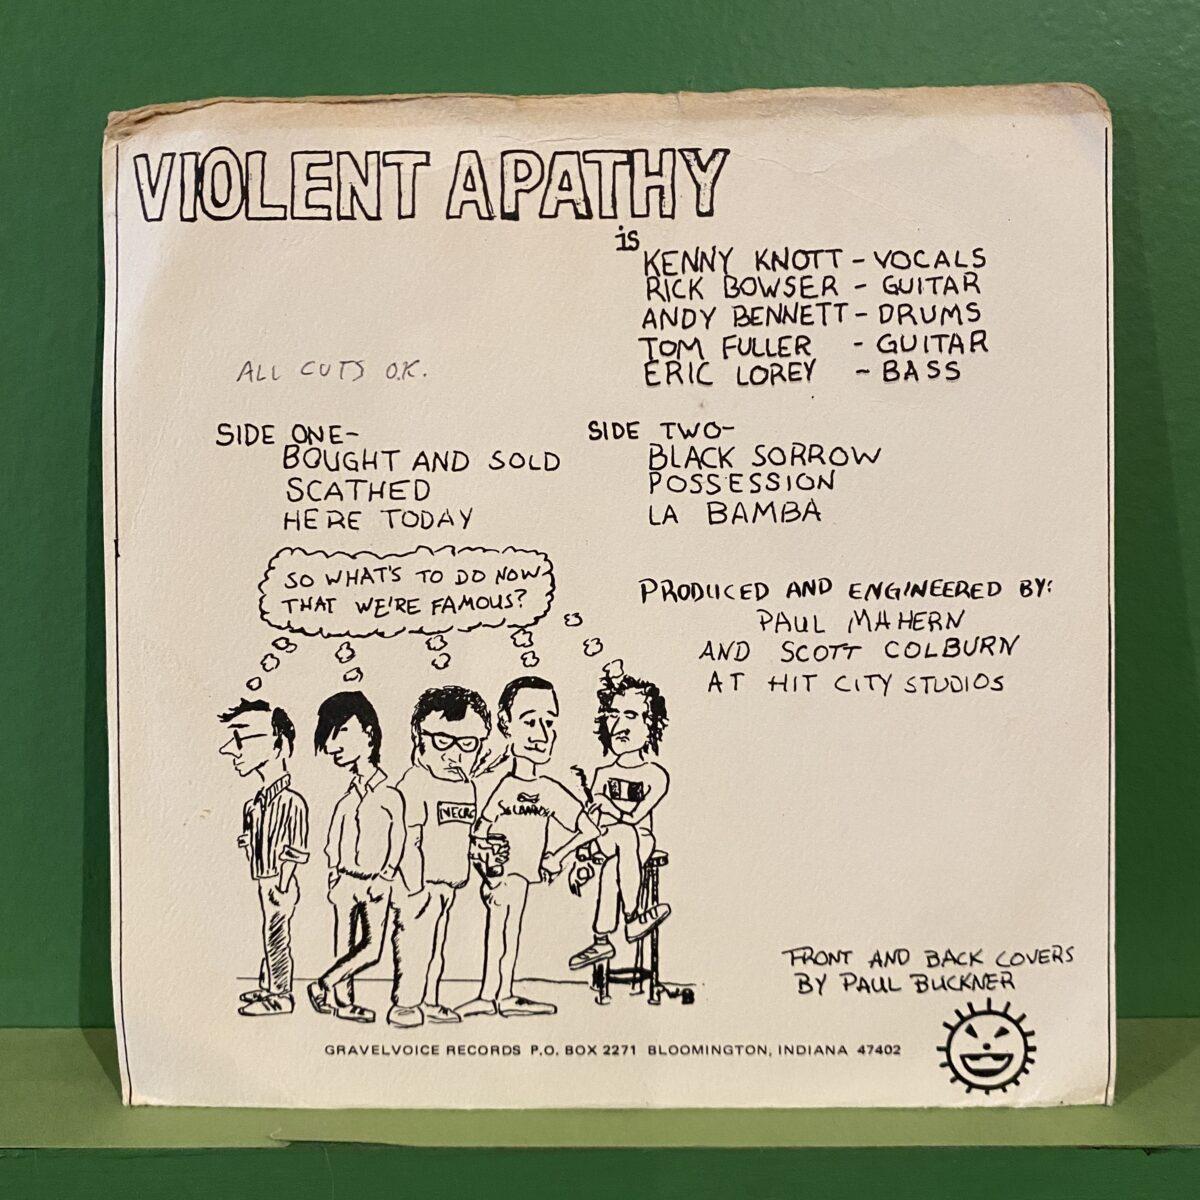 VIOLENT APATHY
is
KENNY KNOTT - VOCALS
RICK BOWSER - GUITAR
ANDY BENNETT - DRUMS
TOM FULLER - GUITAR
ERIC LOREY - BASS
ALL CUTS O.K.
SIDE ONE-
BOUGHT AND SOLD
SCATHED
HERE TODAY
SIDE TWO-
BLACK SORROW
POSSESSION
LA BAMBA
SO WHAT'S TO DO NOW
THAT WE'RE FAMOUS?
PRODUCED AND ENGINEERED BY:
PAUL MAHERN
AND SCOTT COLBURN
AT HIT CITY STUDIOS
NECRO
FRONT AND BACK COVERS
BY PAUL BUCKNER
GRAVELVOICE RECORDS P.O. BOX 2271 BLOOMINGTON, INDIANA 47402